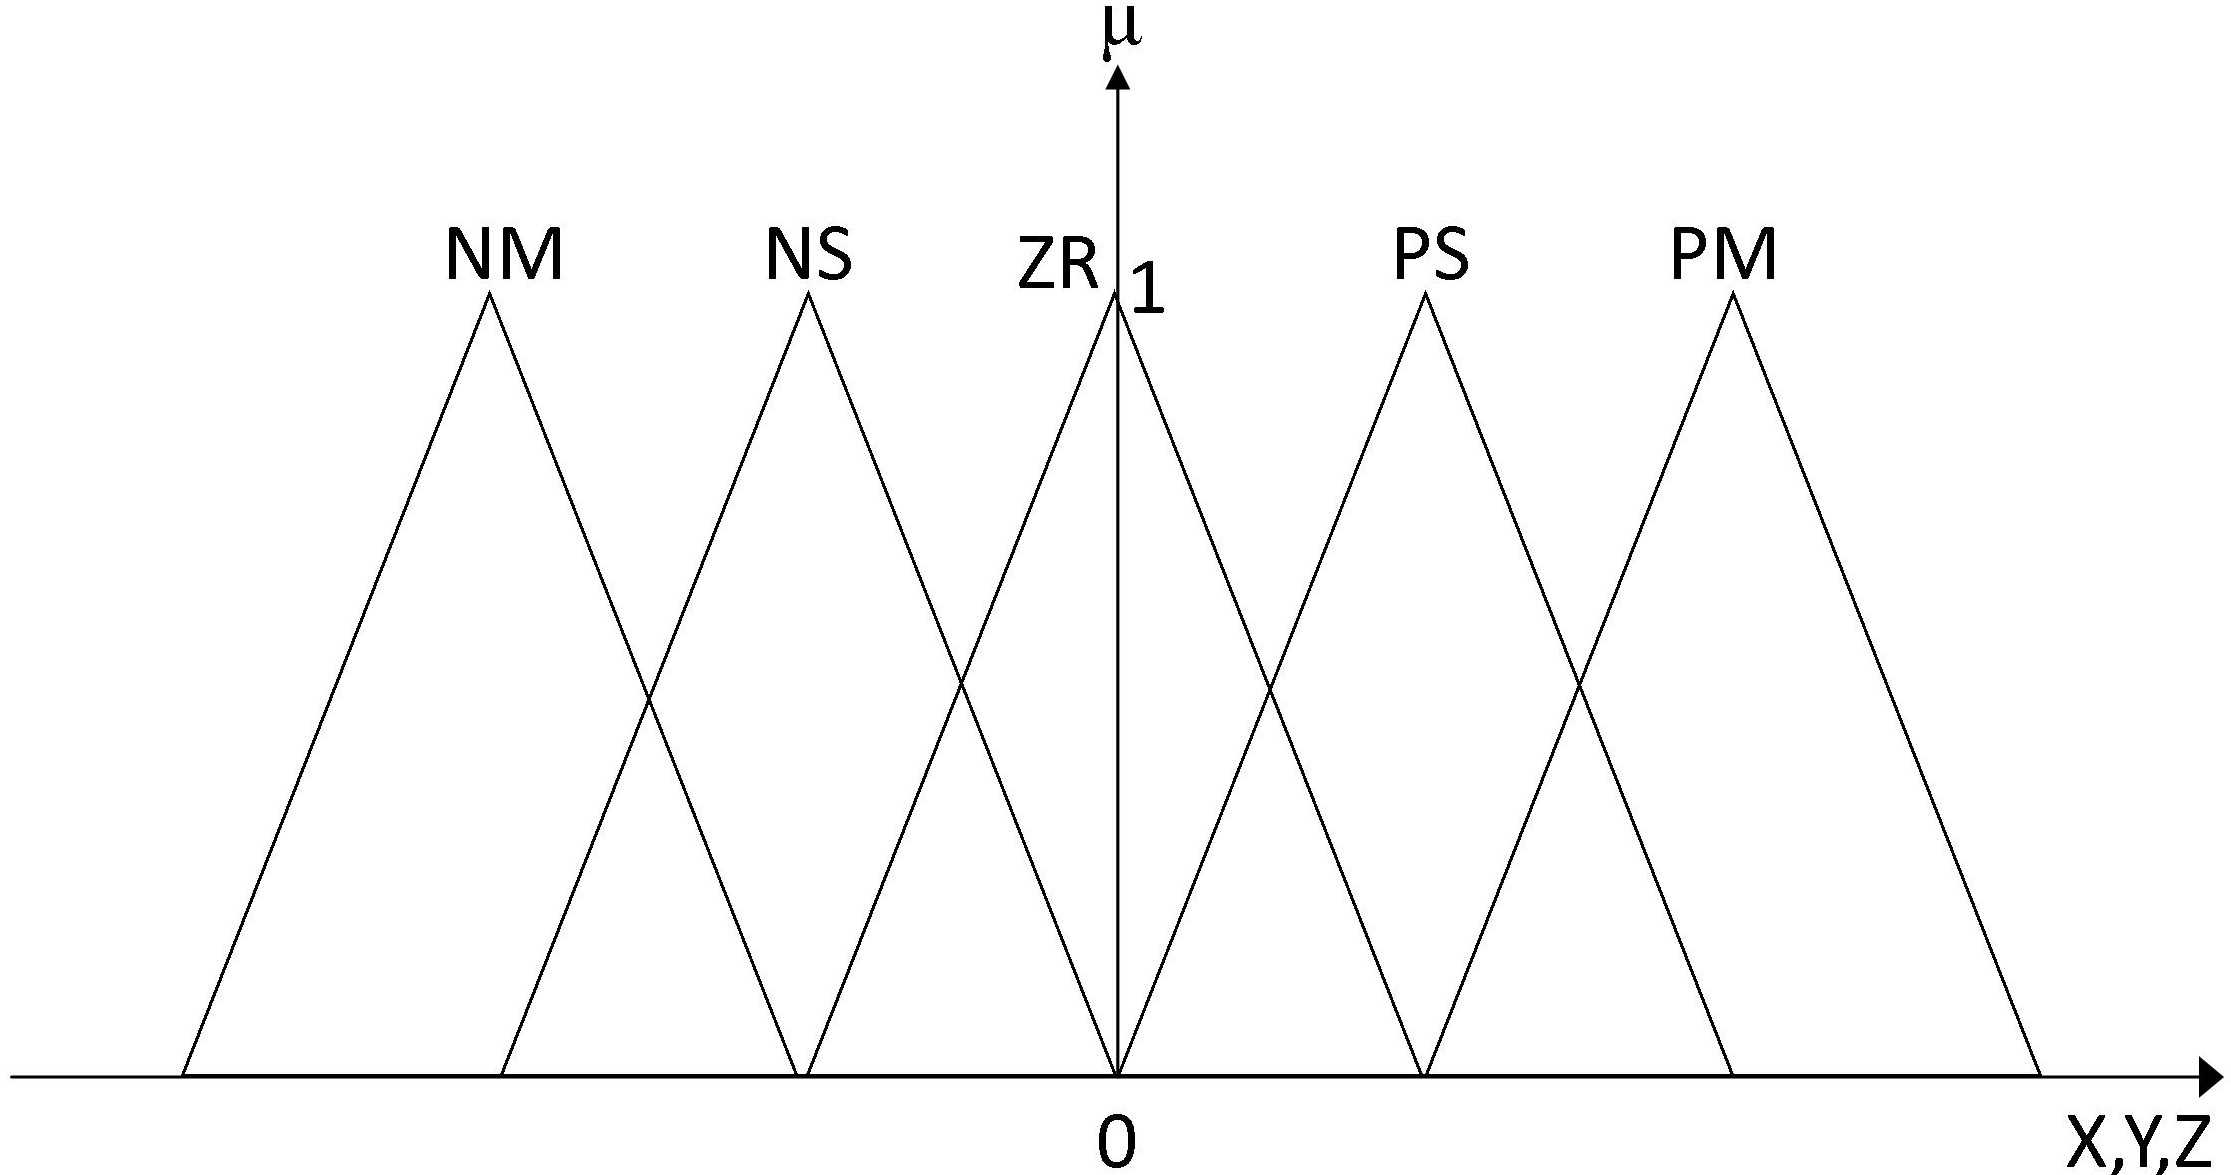 μ
NM NS ZR 1 PS PM
0
X,Y,Z